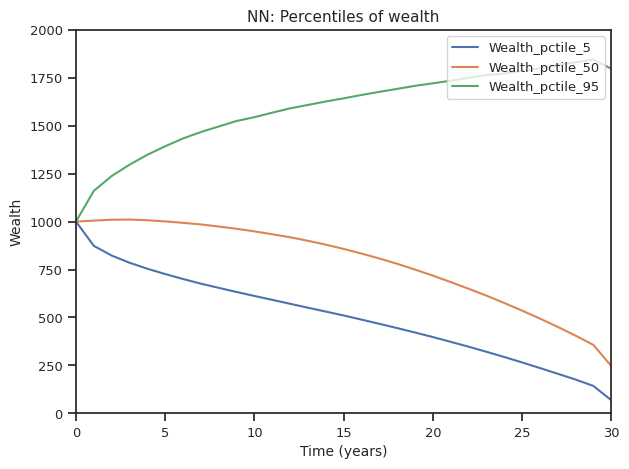 NN: Percentiles of wealth
Wealth_pctile_5
Wealth_pctile_50
Wealth_pctile_95
Wealth
2000
1750
1500
1250
1000
750
500
250
0
0 5 10 15 20 25 30
Time (years)